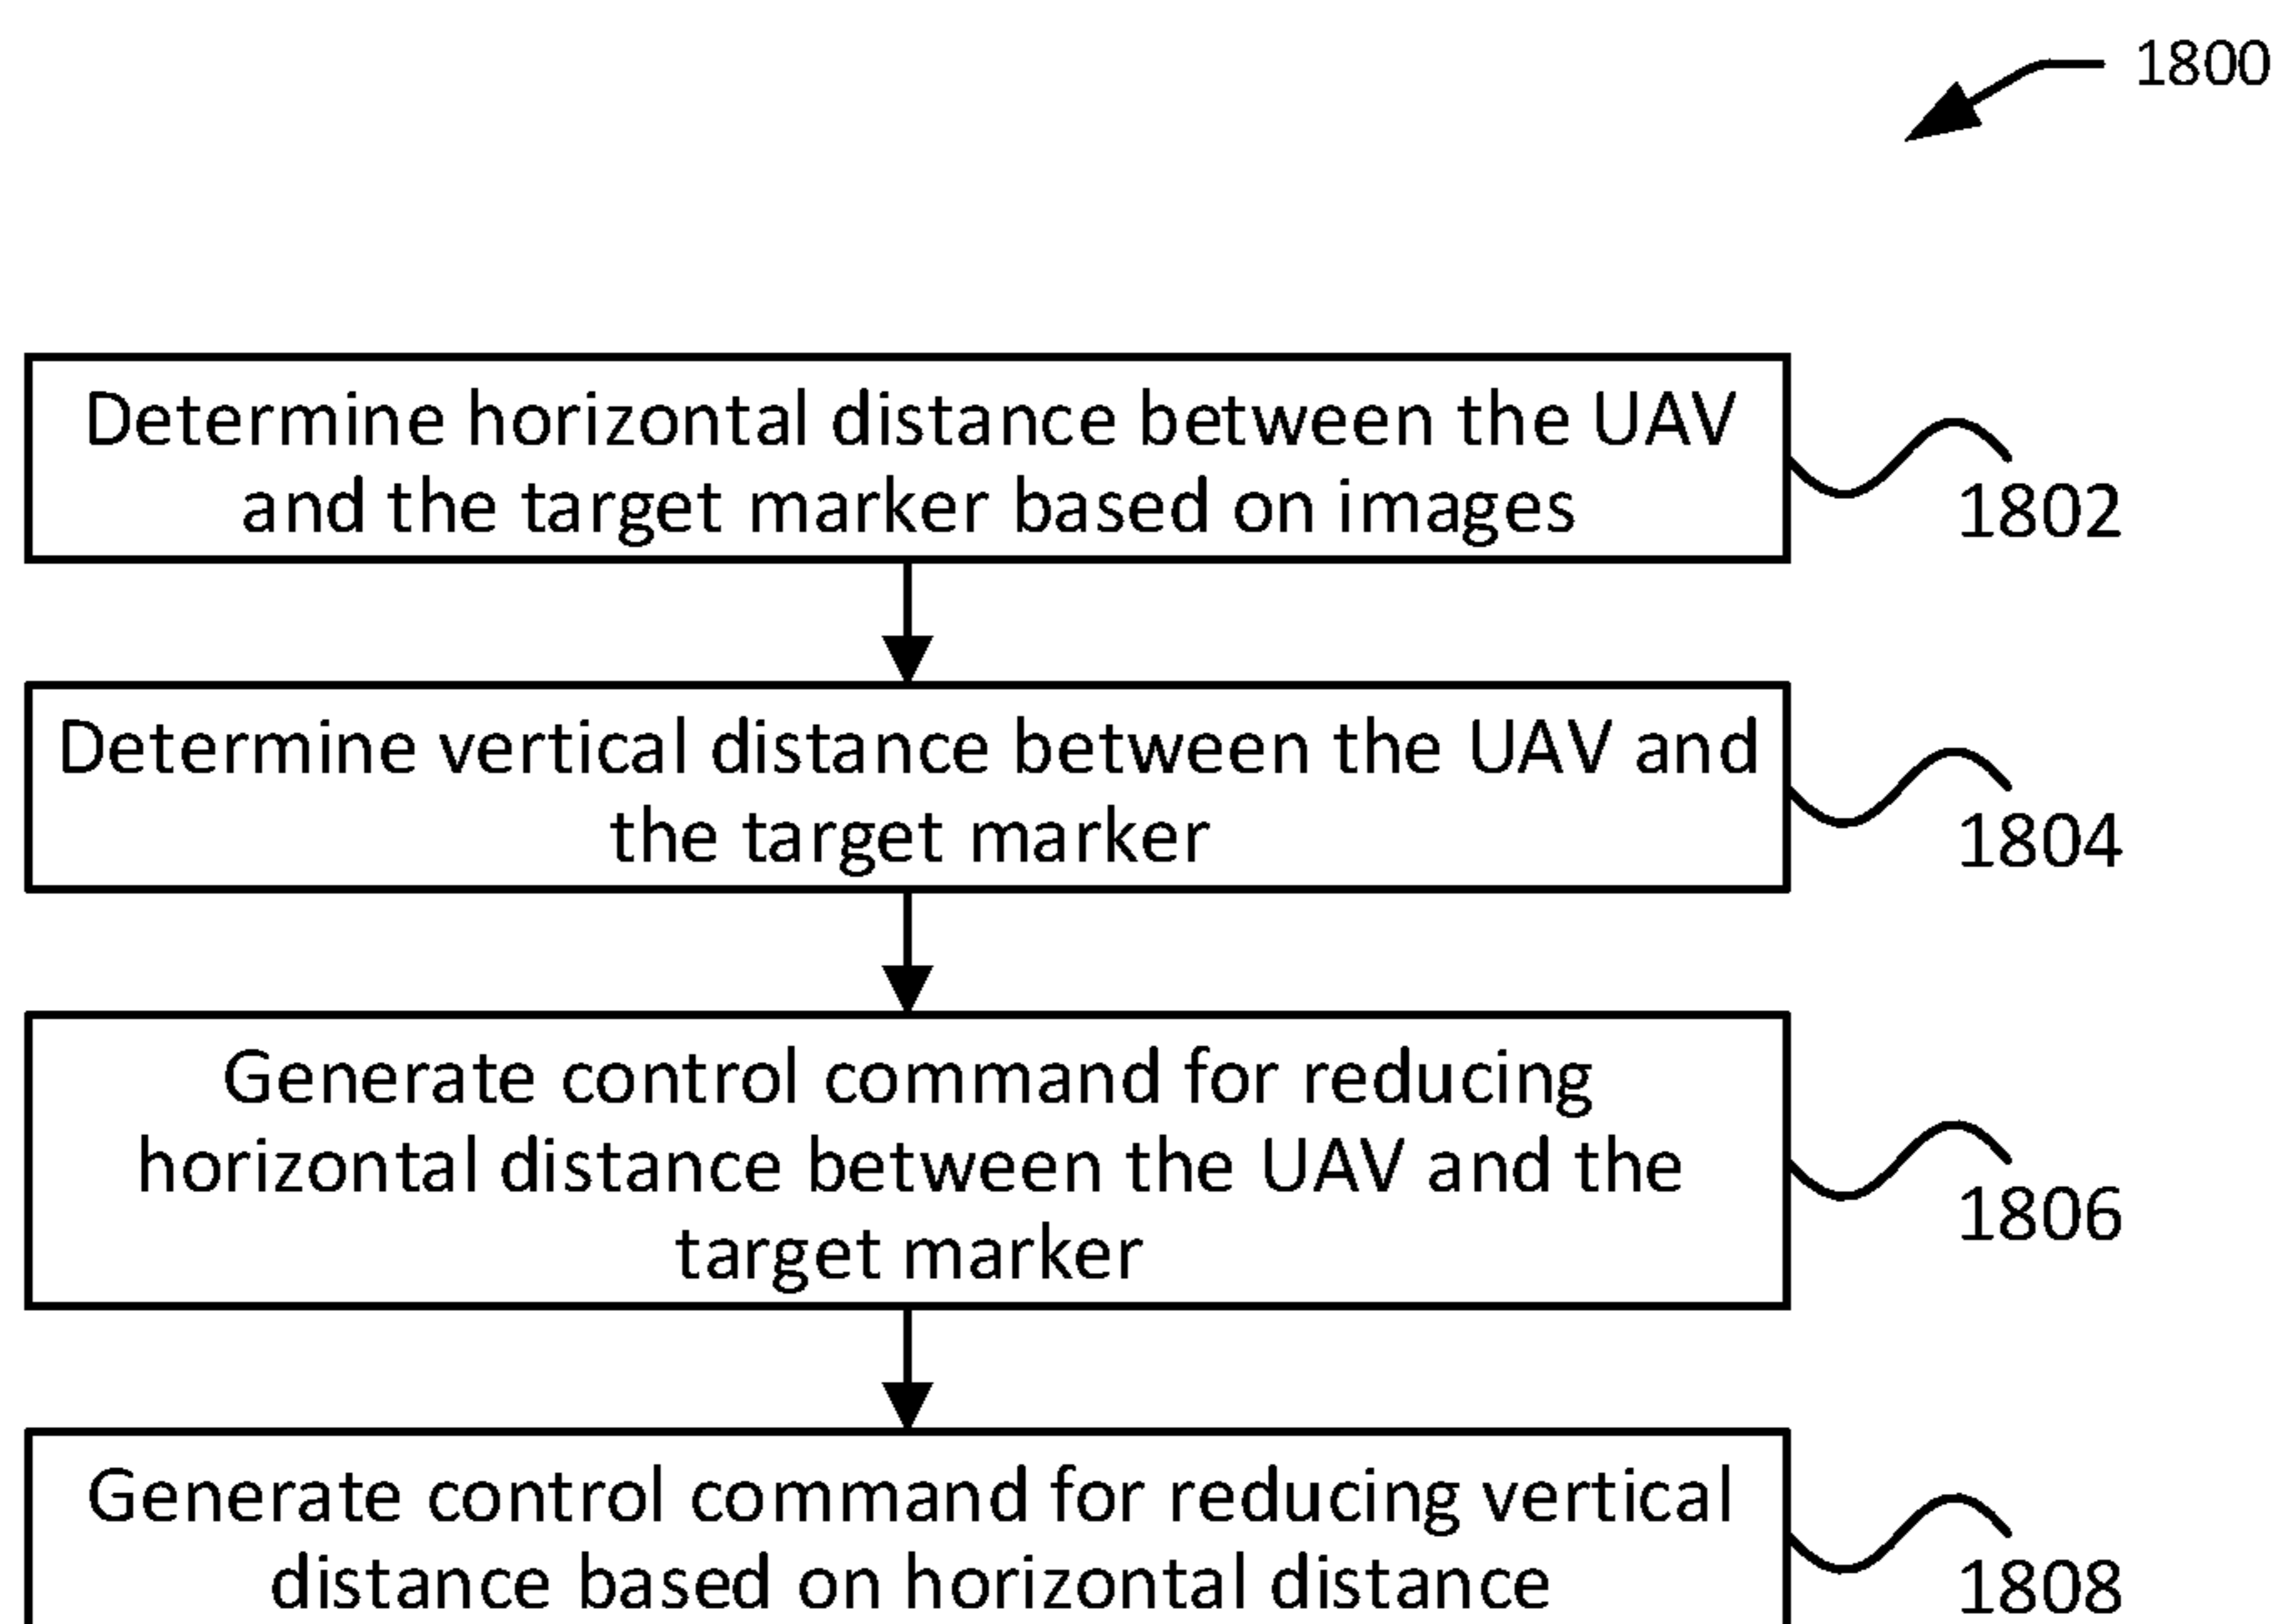 1800
Determine horizontal distance between the UAV
and the target marker based on images
1802
Determine vertical distance between the UAV and
the target marker
1804
Generate control command for reducing
horizontal distance between the UAV and the
target marker
1806
Generate control command for reducing vertical
distance based on horizontal distance
1808